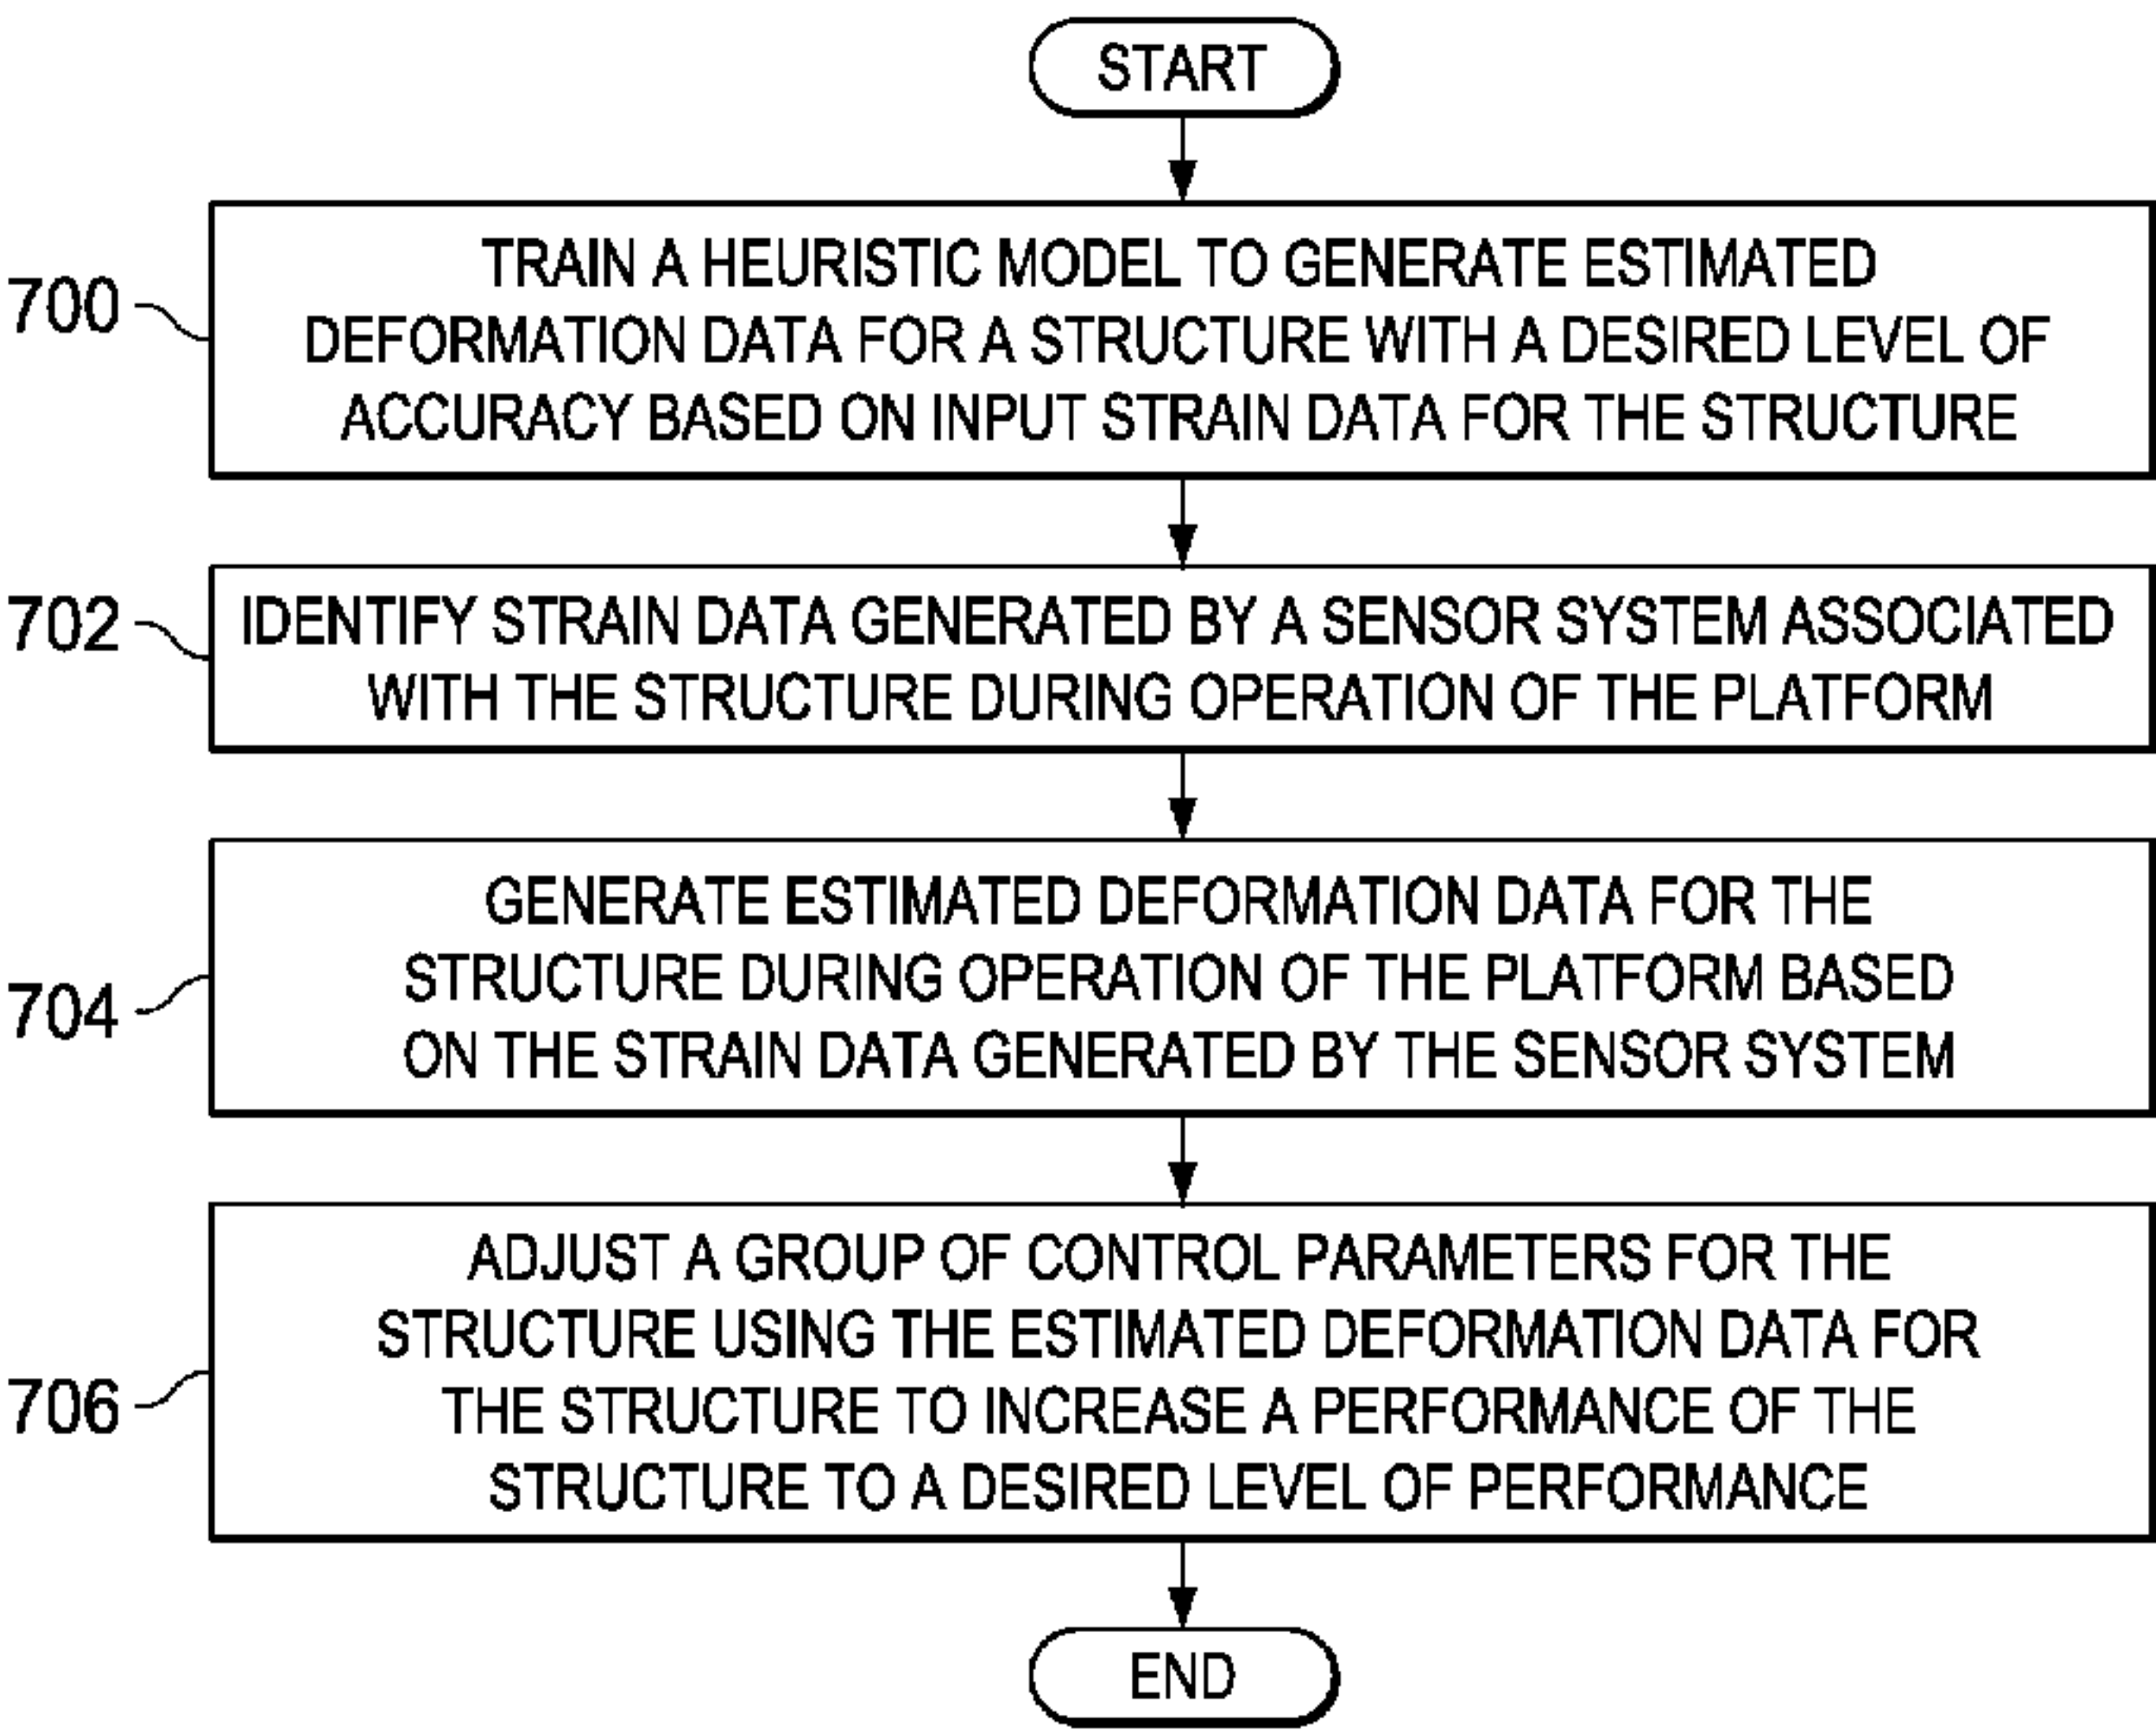 START
700
TRAIN A HEURISTIC MODEL TO GENERATE ESTIMATED
DEFORMATION DATA FOR A STRUCTURE WITH A DESIRED LEVEL OF
ACCURACY BASED ON INPUT STRAIN DATA FOR THE STRUCTURE
702
IDENTIFY STRAIN DATA GENERATED BY A SENSOR SYSTEM ASSOCIATED
WITH THE STRUCTURE DURING OPERATION OF THE PLATFORM
704
GENERATE ESTIMATED DEFORMATION DATA FOR THE
STRUCTURE DURING OPERATION OF THE PLATFORM BASED
ON THE STRAIN DATA GENERATED BY THE SENSOR SYSTEM
706
ADJUST A GROUP OF CONTROL PARAMETERS FOR THE
STRUCTURE USING THE ESTIMATED DEFORMATION DATA FOR
THE STRUCTURE TO INCREASE A PERFORMANCE OF THE
STRUCTURE TO A DESIRED LEVEL OF PERFORMANCE
END